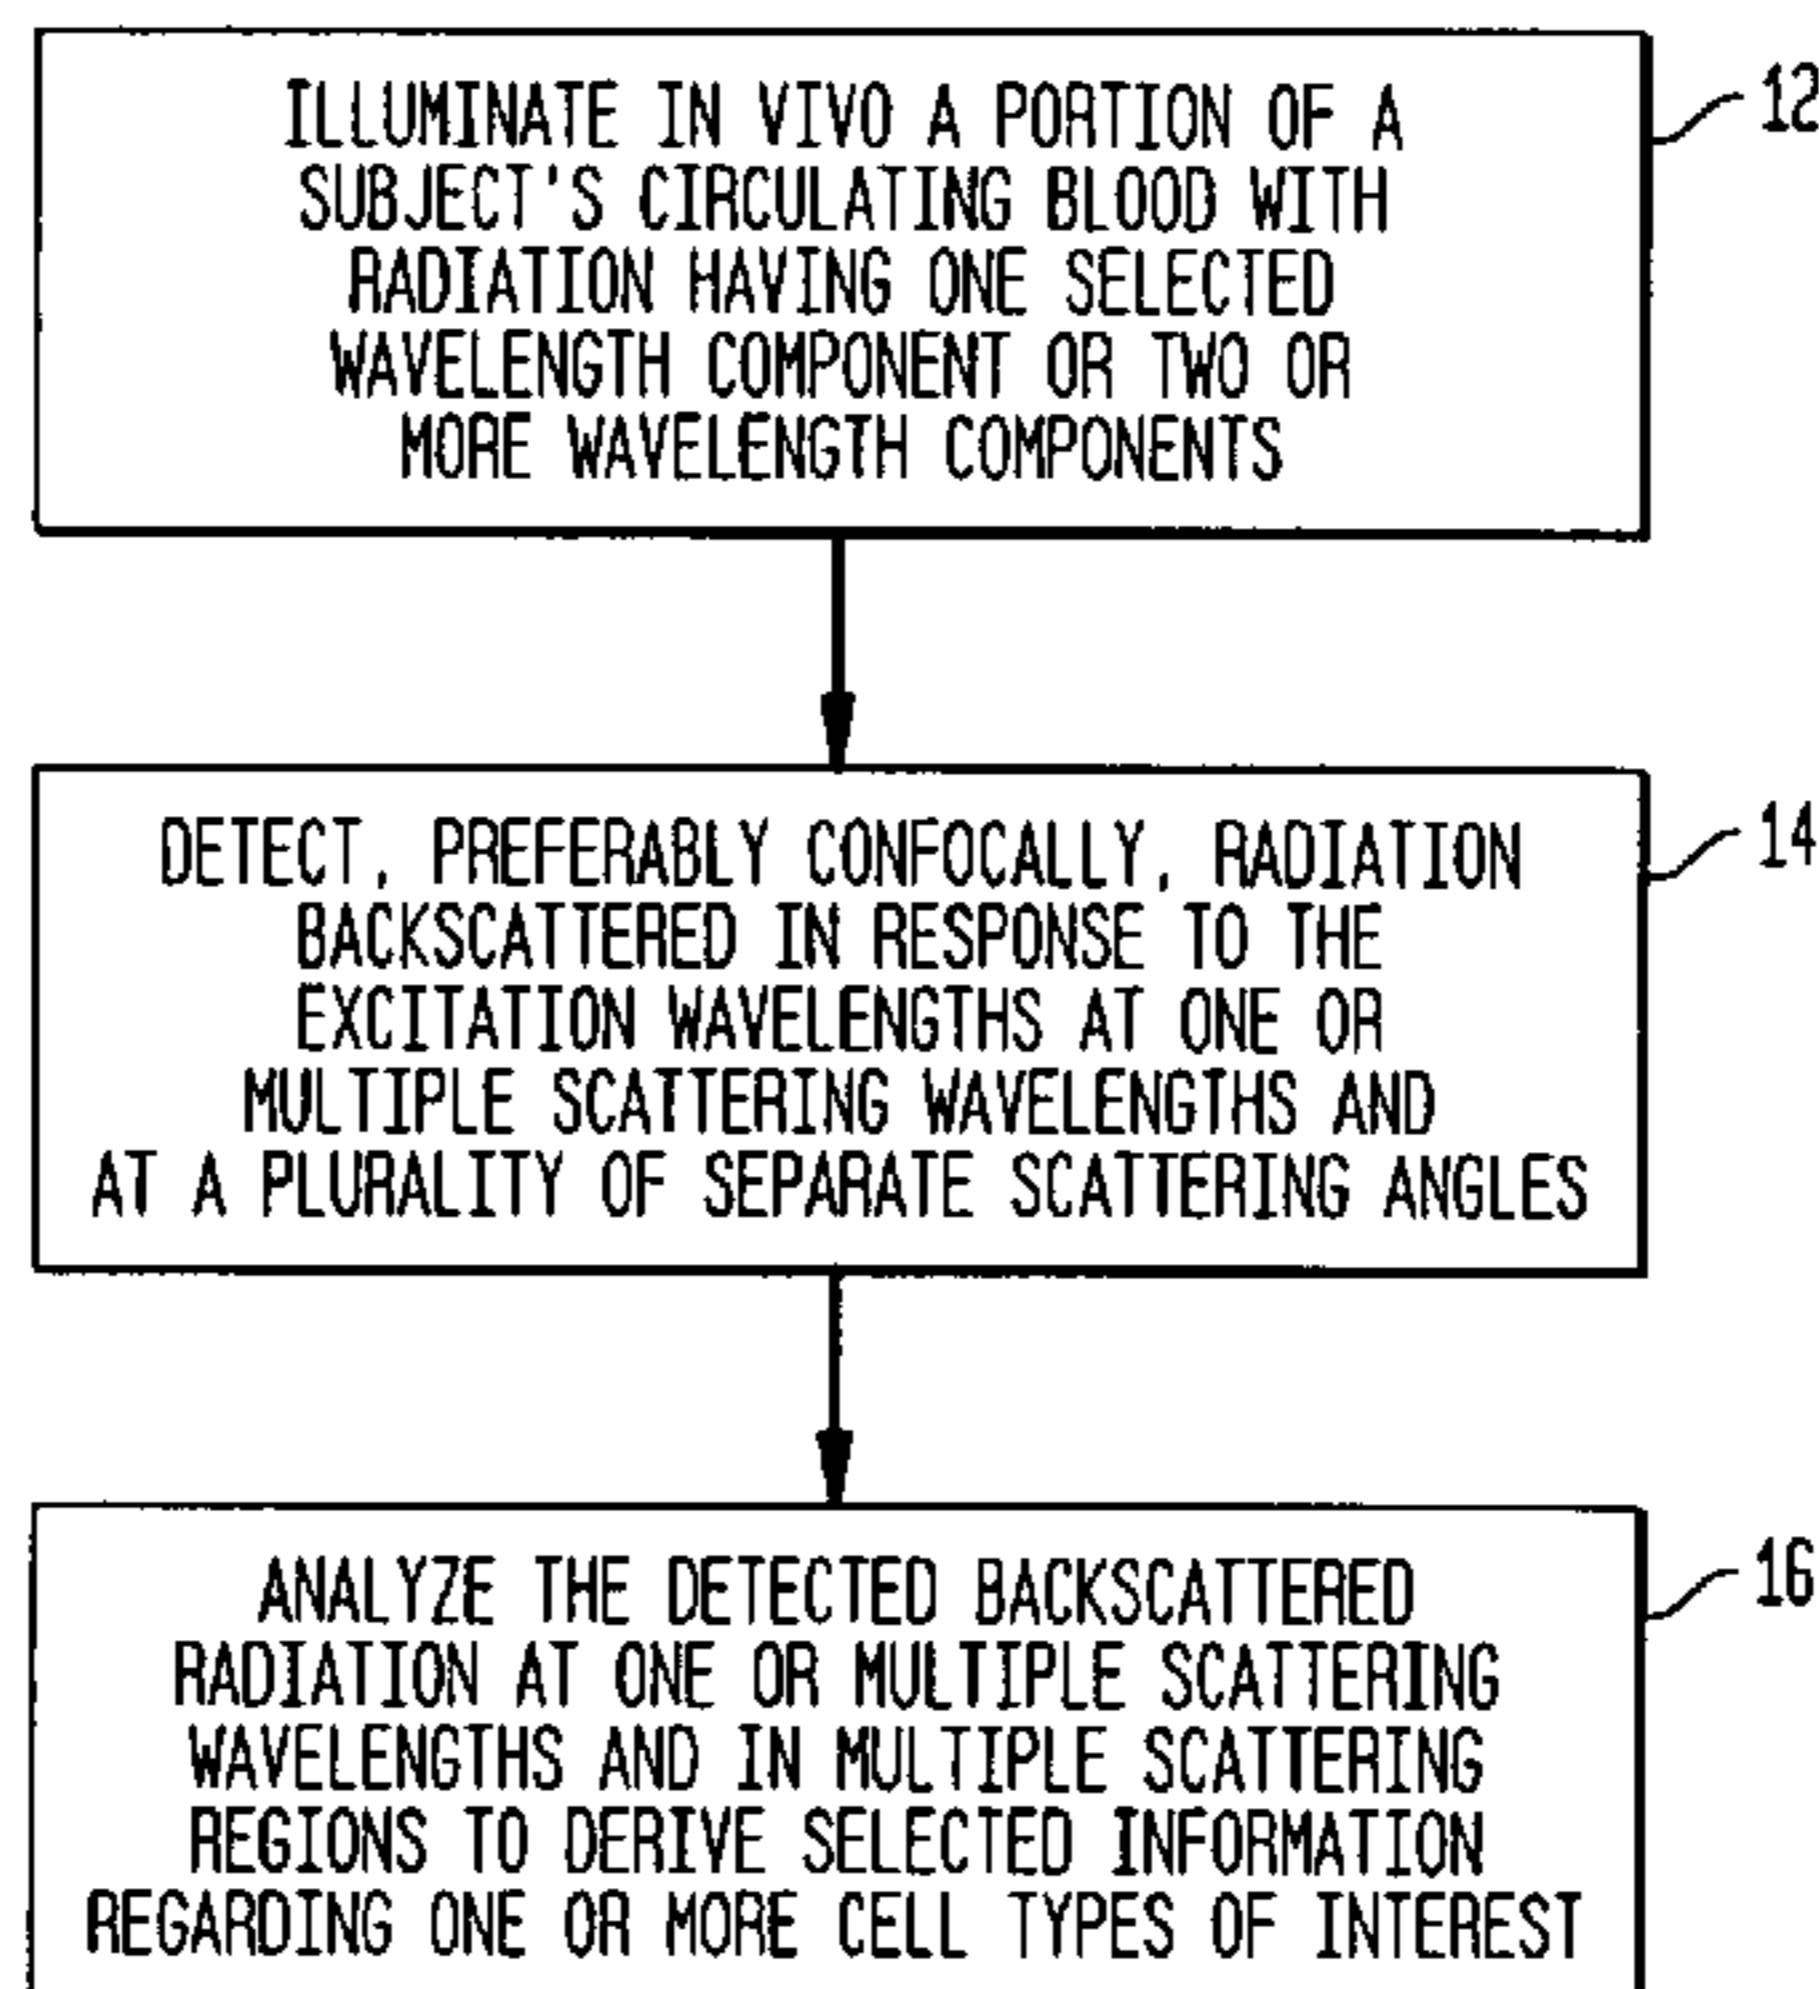 ILLUMINATE IN VIVO A PORTION OF A
SUBJECT'S CIRCULATING BLOOD WITH
RADIATION HAVING ONE SELECTED
WAVELENGTH COMPONENT OR TWO OR
MORE WAVELENGTH COMPONENTS
12
DETECT, PREFERABLY CONFOCALLY, RADIATION
BACKSCATTERED IN RESPONSE TO THE
EXCITATION WAVELENGTHS AT ONE OR
MULTIPLE SCATTERING WAVELENGTHS AND
AT A PLURALITY OF SEPARATE SCATTERING ANGLES
14
ANALYZE THE DETECTED BACKSCATTERED
RADIATION AT ONE OR MULTIPLE SCATTERING
WAVELENGTHS AND IN MULTIPLE SCATTERING
REGIONS TO DERIVE SELECTED INFORMATION
REGARDING ONE OR MORE CELL TYPES OF INTEREST
16